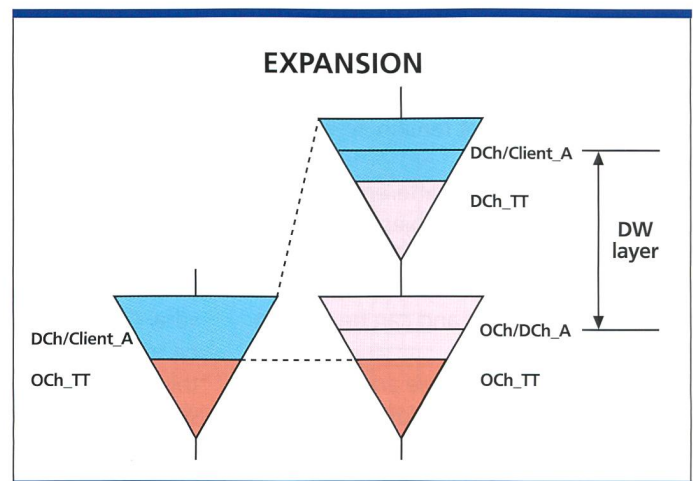 EXPANSION
DCh/Client_A
DCh_TT
DW
layer
DCh/Client_A
OCh_TT
OCh/DCh_A
OCh_TT